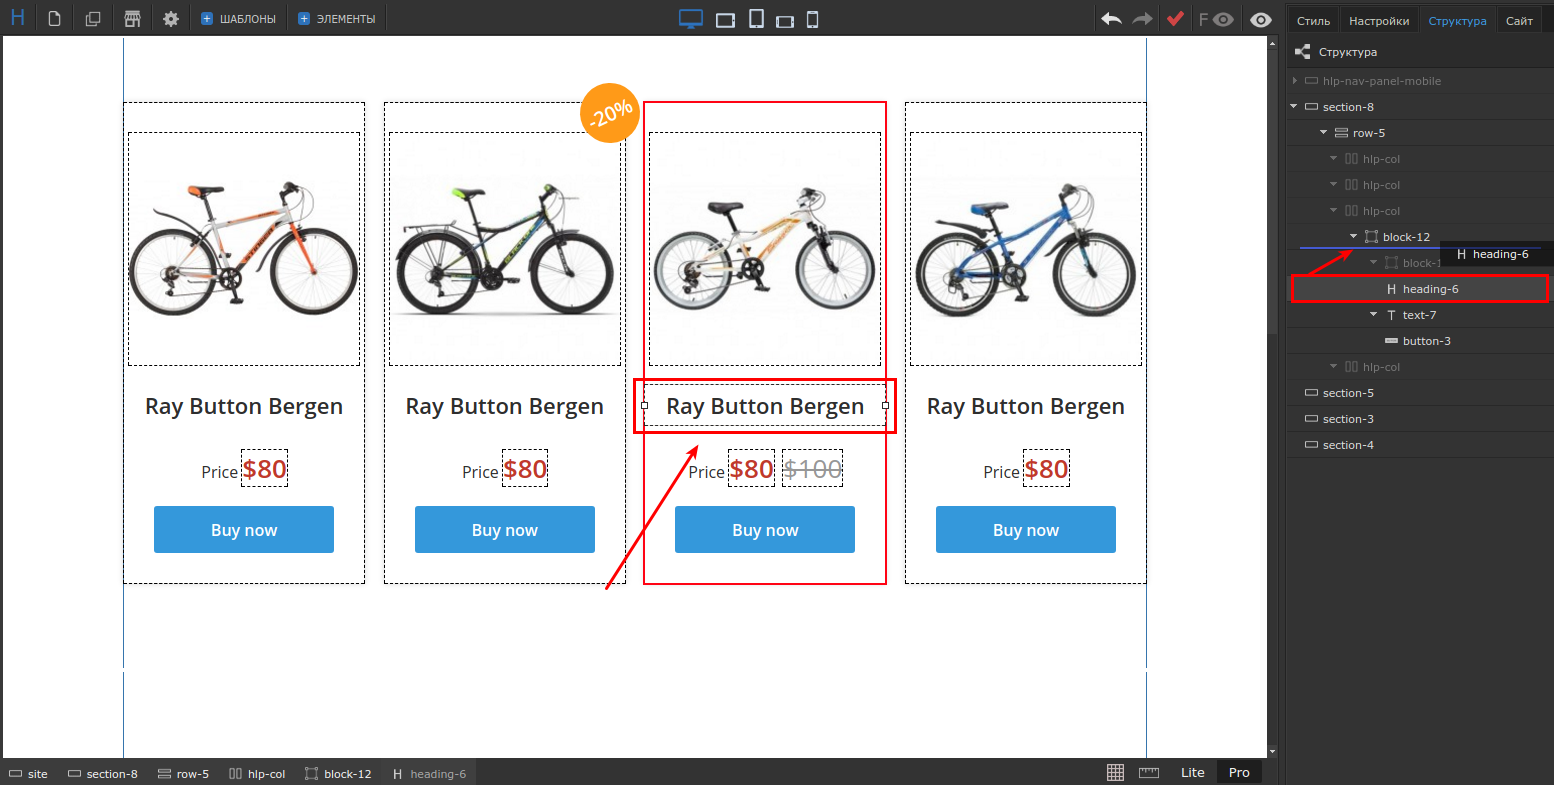 H ШАБЛОНЫ ЭЛЕМЕНТЫ F
Стиль Настройки Структура Сайт
Структура
hlp-nav-panel-mobile
section-8
row-5
hlp-col
hlp-col
hlp-col
block-12
H heading-6
block-1
H heading-6
T text-7
button-3
hlp-col
section-5
section-3
section-4
-20%
Ray Button Bergen Ray Button Bergen Ray Button Bergen Ray Button Bergen
Price $80 Price $80 Price $80 $100 Price $80
Buy now Buy now Buy now Buy now
site section-8 row-5 hlp-col block-12 H heading-6 Lite Pro